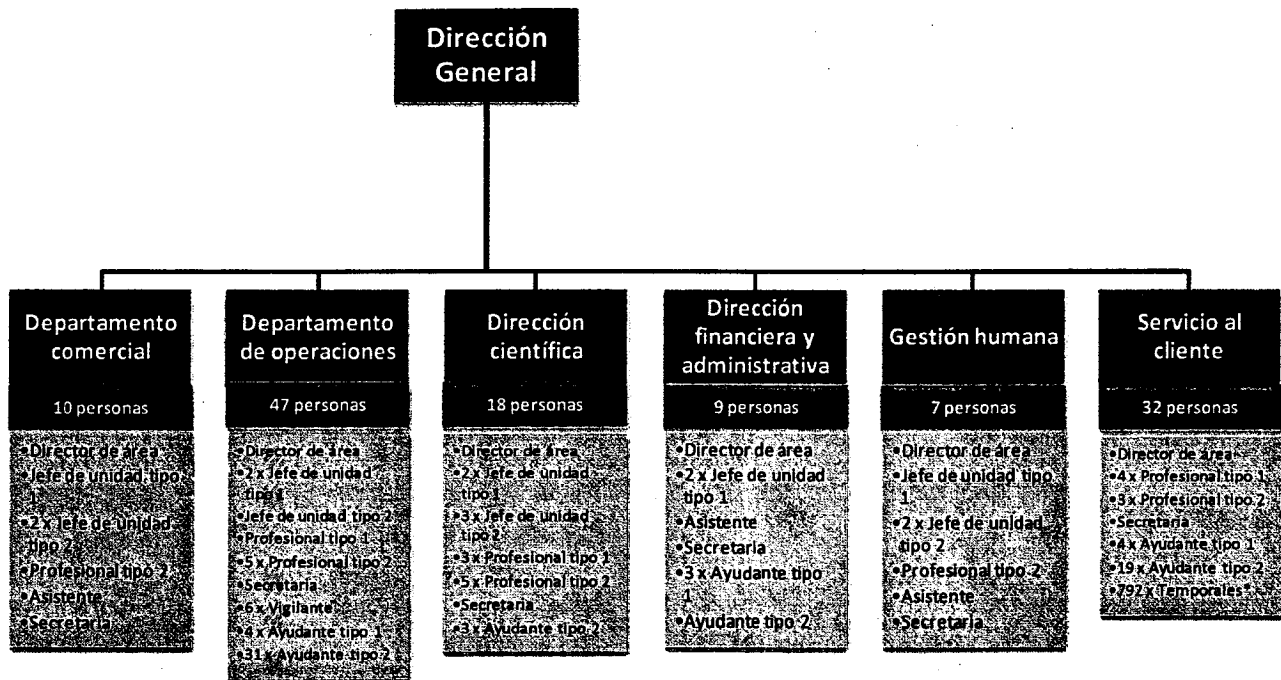 Dirección
General
Departamento
comercial
10 personas
•Director de área
•Jefe de unidad tipo
1
•2 x Jefe de unidad
tipo 2
•Profesional tipo 2
•Asistente
•Secretaria
Departamento
de operaciones
47 personas
•Director de área
•2 x Jefe de unidad
tipo 1
•Jefe de unidad tipo 2
•Profesional tipo 1
•5 x Profesional tipo 2
•Secretaria
•6 x Vigilante
•4 x Ayudante tipo 1
•31 x Ayudante tipo 2
Dirección
científica
18 personas
•Director de área
•2 x Jefe de unidad
tipo 1
•3 x Jefe de unidad
tipo 2
•3 x Profesional tipo 1
•5 x Profesional tipo 2
•Secretaria
•3 x Ayudante tipo 2
Dirección
financiera y
administrativa
9 personas
•Director de área
•2 x Jefe de unidad
tipo 1
•Asistente
•Secretaria
•3 x Ayudante tipo
1
•Ayudante tipo 2
Gestión humana
7 personas
•Director de área
•Jefe de unidad tipo
1
•2 x Jefe de unidad
tipo 2
•Profesional tipo 2
•Asistente
•Secretaria
Servicio al
cliente
32 personas
•Director de área
•4 x Profesional tipo 1
•3 x Profesional tipo 2
•Secretaria
•4 x Ayudante tipo 1
•19 x Ayudante tipo 2
•792 x Temporales*